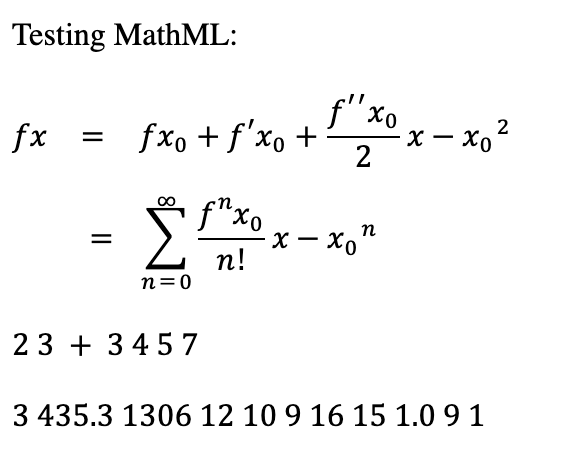 Testing MathML:
fx = fx₀ + f′x₀ + f′′x₀/2 x − x₀²
= ∑ₙ₌₀^∞ fⁿx₀/n! x − x₀ⁿ
2 3 + 3 4 5 7
3 435.3 1306 12 10 9 16 15 1.0 9 1